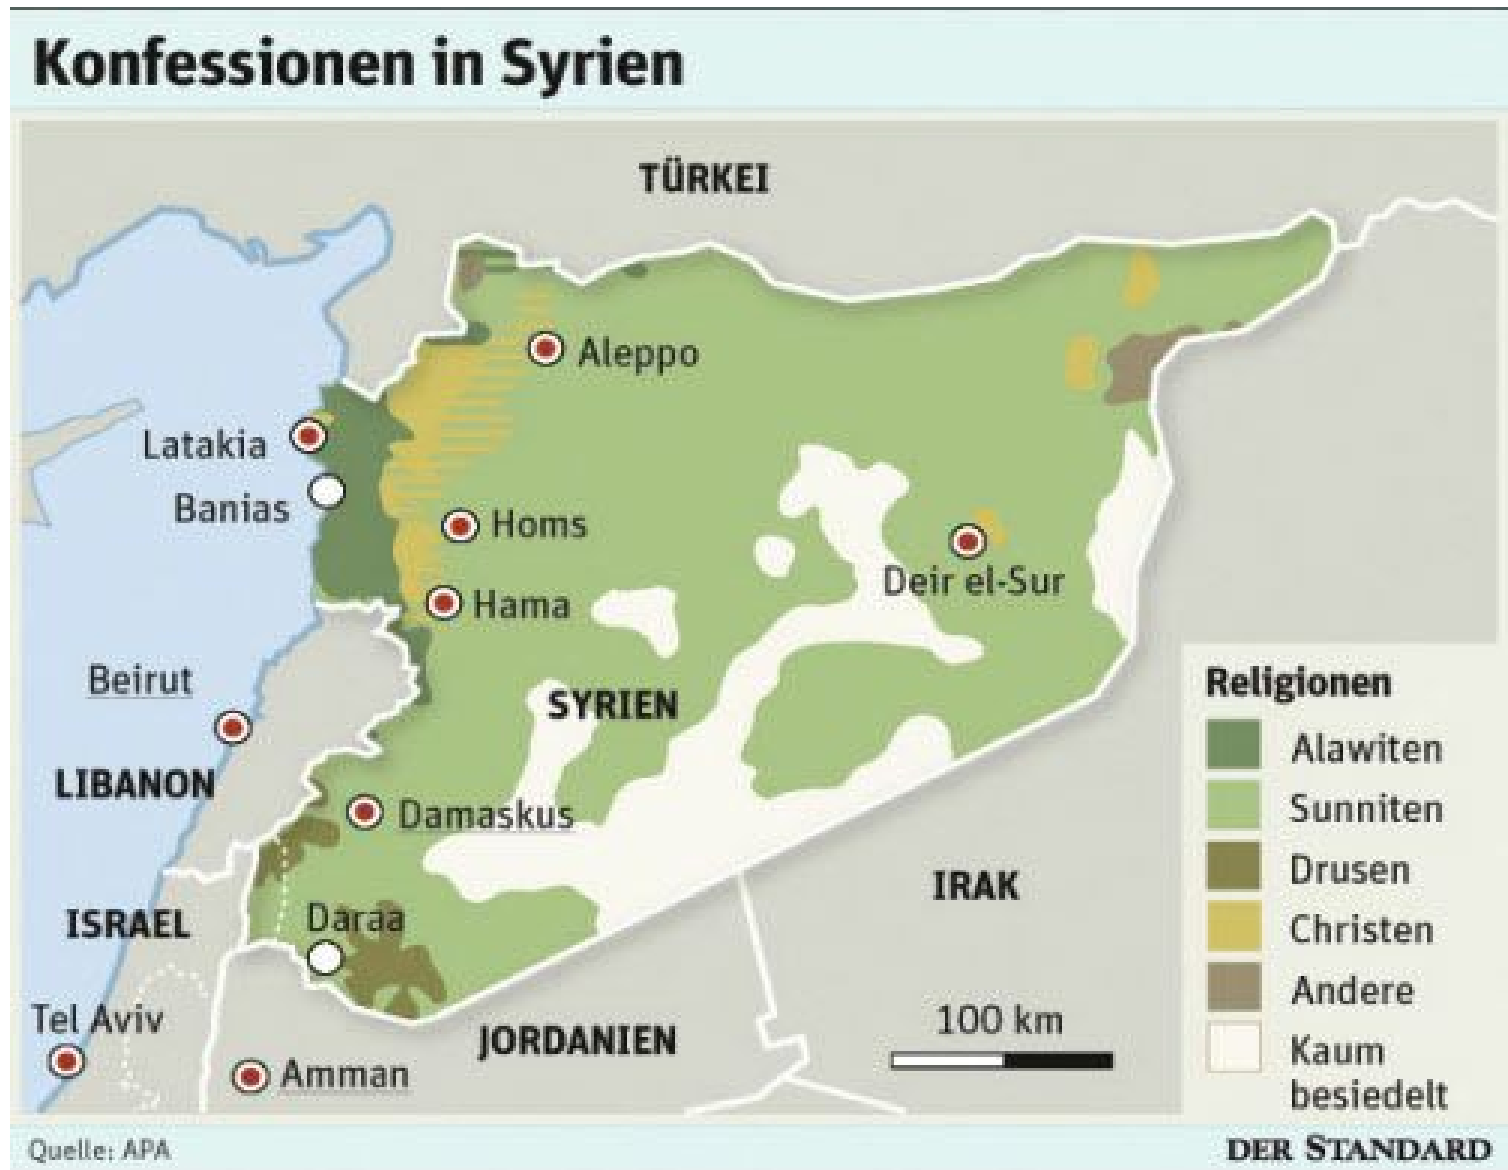 Konfessionen in Syrien
TÜRKEI
Aleppo
Latakia
Banias
Homs
Deir el-Sur
Hama
Beirut
SYRIEN
LIBANON
Damaskus
IRAK
ISRAEL
Daraa
Tel Aviv
JORDANIEN
Amman
100 km
Religionen
Alawiten
Sunniten
Drusen
Christen
Andere
Kaum
besiedelt
Quelle: APA
DER STANDARD